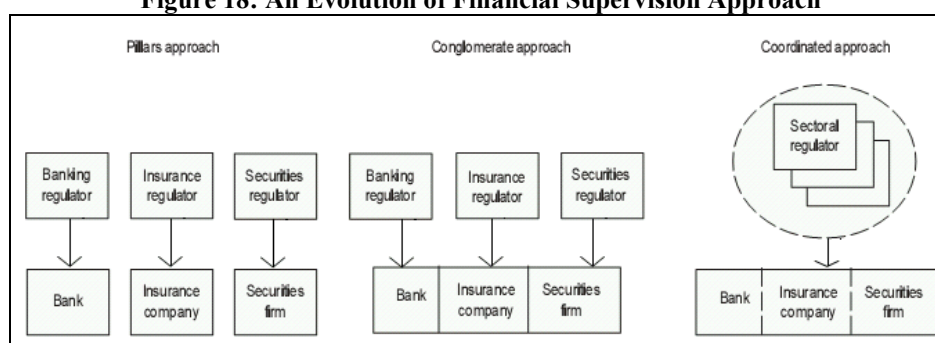 Figure 18: An Evolution of Financial Supervision Approach
Pillars approach
Conglomerate approach
Coordinated approach
Banking
regulator
Insurance
regulator
Securities
regulator
Bank
Insurance
company
Securities
firm
Banking
regulator
Insurance
regulator
Securities
regulator
Bank
Insurance
company
Securities
firm
Sectoral
regulator
Bank
Insurance
company
Securities
firm